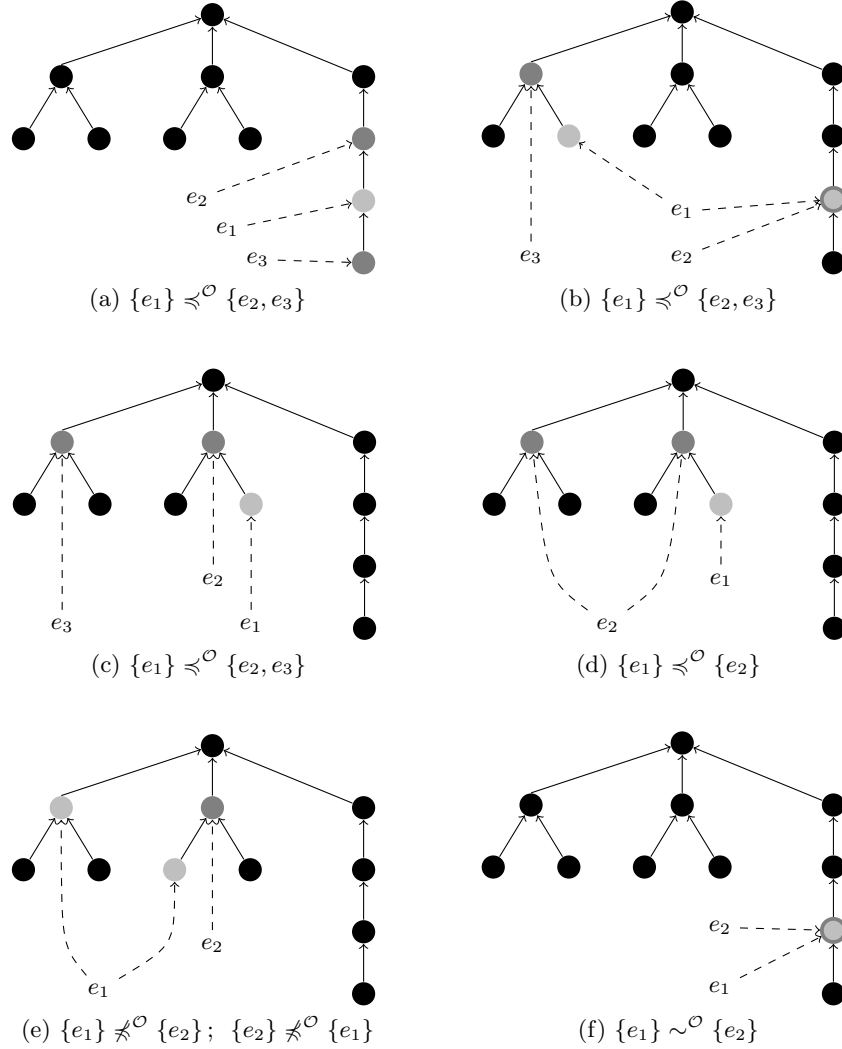 e₂
e₁
e₃
(a) {e₁} ≼^𝒪 {e₂, e₃}
e₁
e₃
e₂
(b) {e₁} ≼^𝒪 {e₂, e₃}
e₂
e₃
e₁
(c) {e₁} ≼^𝒪 {e₂, e₃}
e₁
e₂
(d) {e₁} ≼^𝒪 {e₂}
e₂
e₁
(e) {e₁} ⋠^𝒪 {e₂} ; {e₂} ⋠^𝒪 {e₁}
e₂
e₁
(f) {e₁} ∼^𝒪 {e₂}